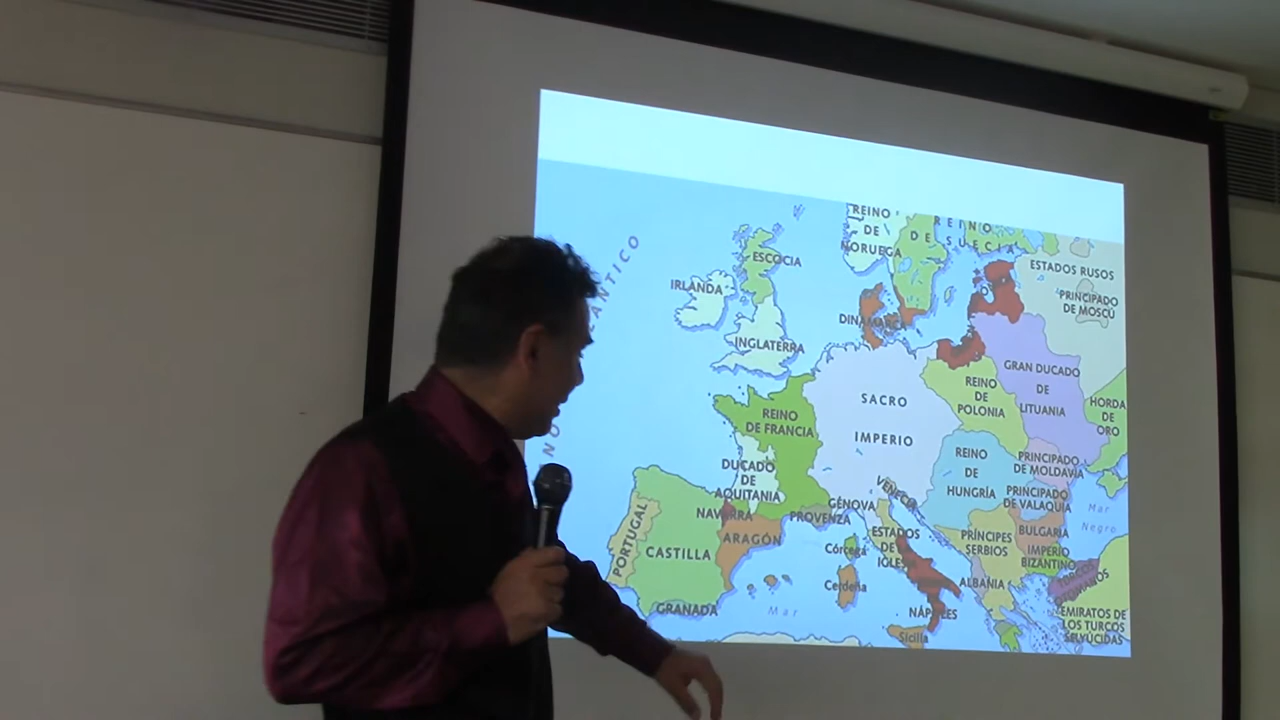 REINO
DE
NORUEGA
REINO
DE SUECIA
ESCOCIA
IRLANDA
ESTADOS RUSOS
PRINCIPADO
DE MOSCÚ
DINAMARCA
INGLATERRA
GRAN DUCADO
DE
LITUANIA
SACRO
IMPERIO
REINO
DE
POLONIA
HORDA
DE
ORO
REINO
DE FRANCIA
REINO
DE
HUNGRÍA
PRINCIPADO
DE MOLDAVIA
DUCADO
DE
AQUITANIA
VENECIA
PRINCIPADO
DE VALAQUIA
Mar
Negro
NAVARRA
PROVENZA
GÉNOVA
PORTUGAL
CASTILLA
ARAGÓN
ESTADOS
DE
IGLES
PRÍNCIPES
SERBIOS
BULGARIA
IMPERIO
BIZANTINO
Córcega
Cerdeña
ALBANIA
GRANADA
Mar
NÁPOLES
Sicilia
EMIRATOS DE
LOS TURCOS
SELYÚCIDAS